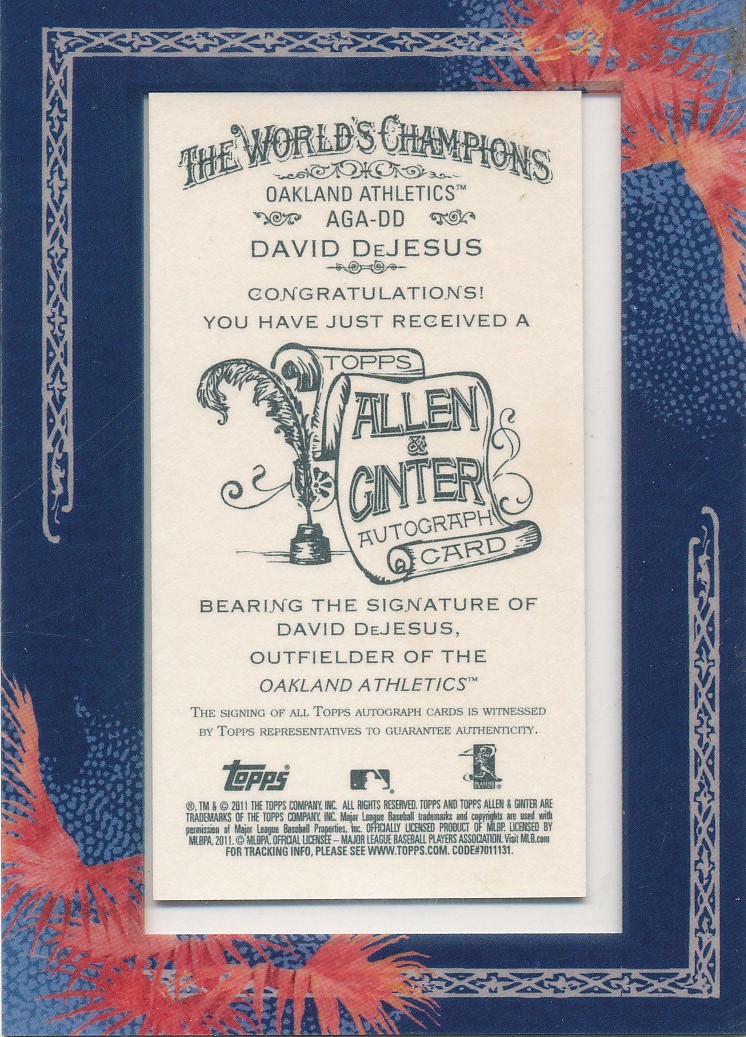 THE WORLD'S CHAMPIONS
OAKLAND ATHLETICS™
AGA-DD
DAVID DeJESUS
CONGRATULATIONS!
YOU HAVE JUST RECEIVED A
TOPPS
ALLEN
&
GINTER
AUTOGRAPH
CARD
BEARING THE SIGNATURE OF
DAVID DeJESUS,
OUTFIELDER OF THE
OAKLAND ATHLETICS™
THE SIGNING OF ALL TOPPS AUTOGRAPH CARDS IS WITNESSED
BY TOPPS REPRESENTATIVES TO GUARANTEE AUTHENTICITY.
TOPPS®
®, TM & © 2011 THE TOPPS COMPANY, INC. ALL RIGHTS RESERVED. TOPPS AND TOPPS ALLEN & GINTER ARE
TRADEMARKS OF THE TOPPS COMPANY, INC. Major League Baseball trademarks and copyrights are used with
permission of Major League Baseball Properties, Inc. OFFICIALLY LICENSED PRODUCT OF MLBP. LICENSED BY
MLBPA, 2011. © MLBPA. OFFICIAL LICENSEE – MAJOR LEAGUE BASEBALL PLAYERS ASSOCIATION. Visit MLB.com
FOR TRACKING INFO, PLEASE SEE WWW.TOPPS.COM. CODE#7011131.